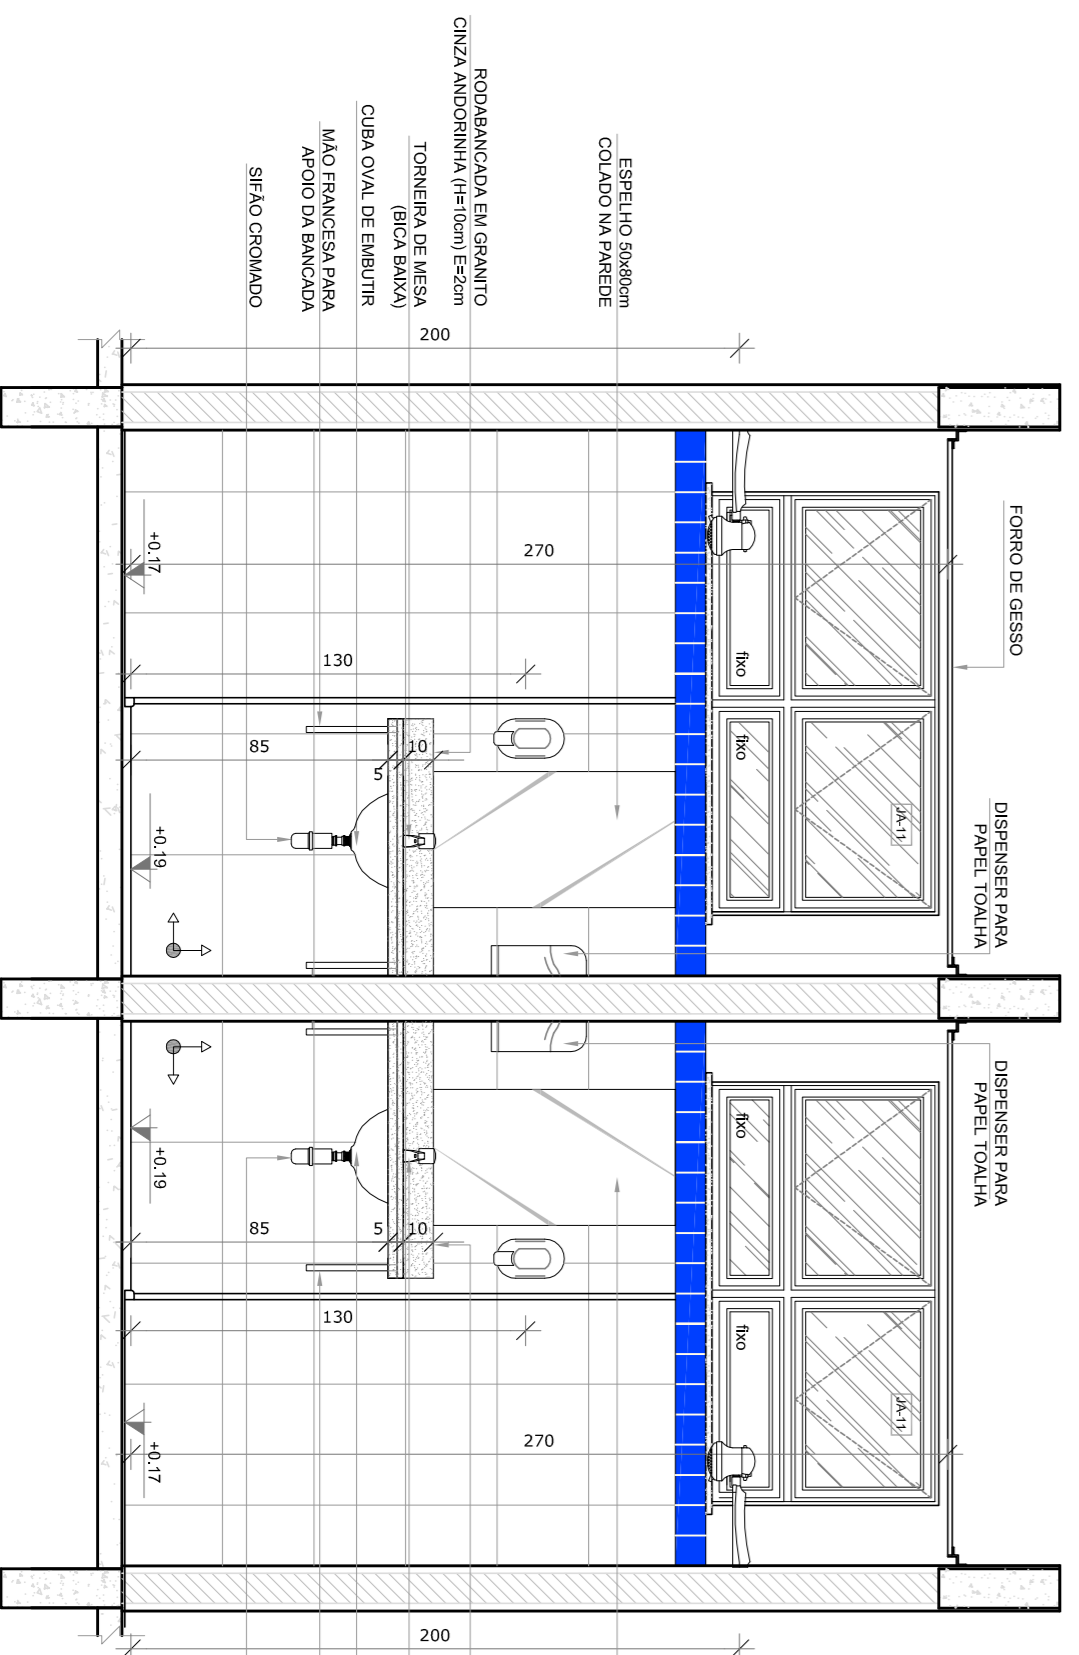 FORRO DE GESSO
DISPENSER PARA
PAPEL TOALHA
DISPENSER PARA
PAPEL TOALHA
JA-11
JA-11
fixo
fixo
fixo
fixo
ESPELHO 50x80cm
COLADO NA PAREDE
RODABANCADA EM GRANITO
CINZA ANDORINHA (H=10cm) E=2cm
TORNEIRA DE MESA
(BICA BAIXA)
CUBA OVAL DE EMBUTIR
MÃO FRANCESA PARA
APOIO DA BANCADA
SIFÃO CROMADO
200
270
130
85
5
10
85
5
10
130
270
200
+0.17
+0.19
+0.19
+0.17